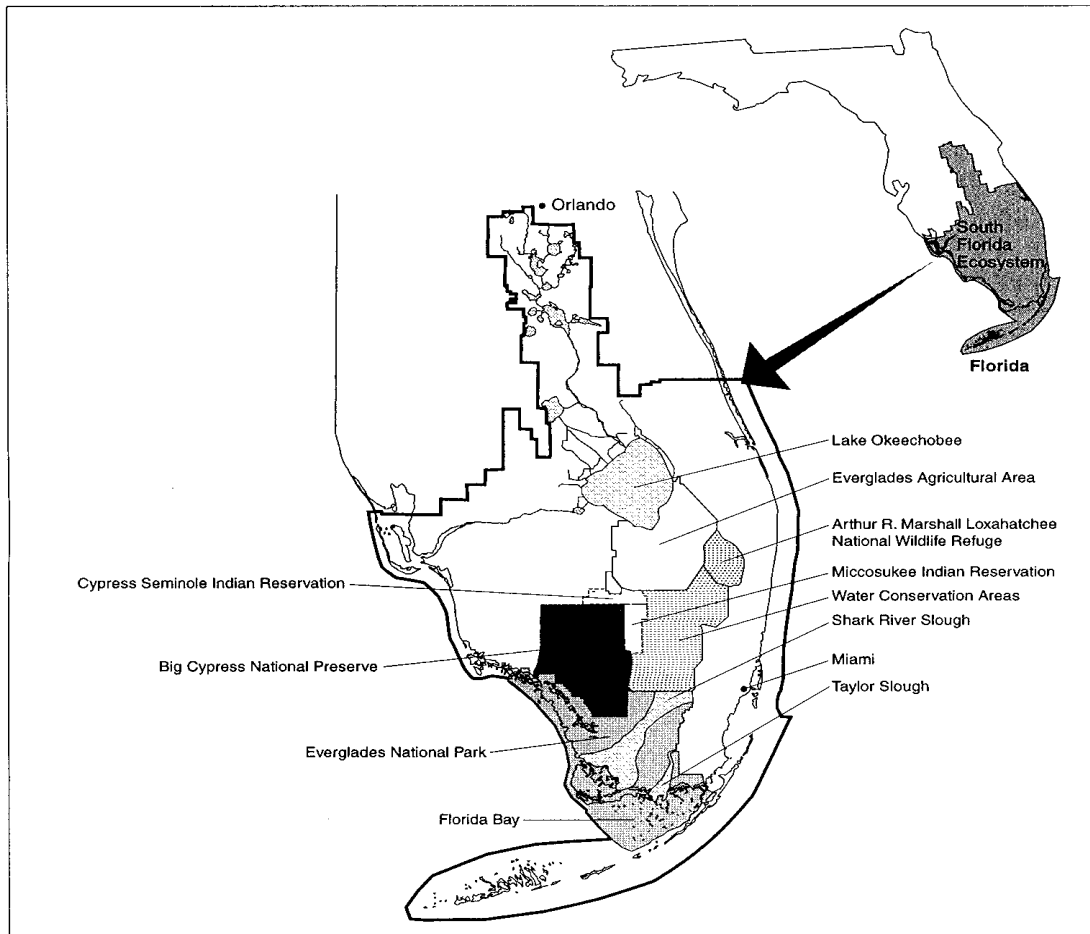 Orlando
South
Florida
Ecosystem
Florida
Lake Okeechobee
Everglades Agricultural Area
Arthur R. Marshall Loxahatchee
National Wildlife Refuge
Cypress Seminole Indian Reservation
Miccosukee Indian Reservation
Water Conservation Areas
Shark River Slough
Big Cypress National Preserve
Miami
Taylor Slough
Everglades National Park
Florida Bay